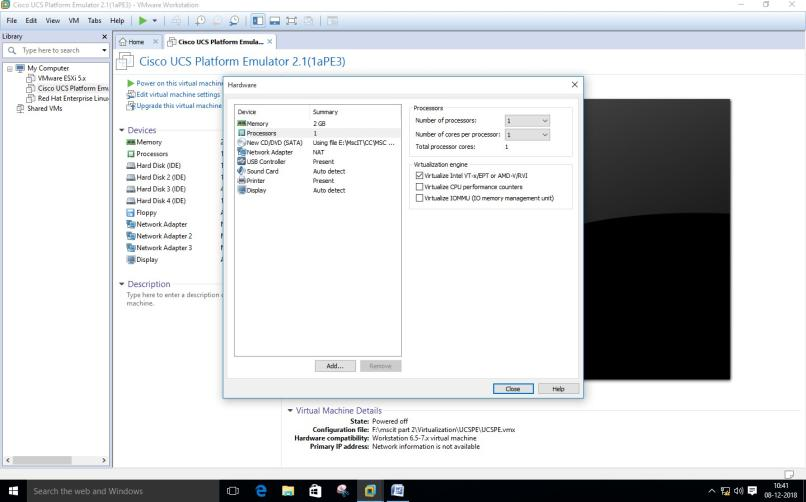 Cisco UCS Platform Emulator 2.1(1aPE3) - VMware Workstation
File Edit View VM Tabs Help
Library
Type here to search
My Computer
VMware ESXi 5.x
Cisco UCS Platform Emu
Red Hat Enterprise Linu
Shared VMs
Home
Cisco UCS Platform Emula...
Cisco UCS Platform Emulator 2.1(1aPE3)
Power on this virtual machine
Edit virtual machine settings
Upgrade this virtual machine
Devices
Memory
Processors
Hard Disk (IDE)
Hard Disk 2 (IDE)
Hard Disk 3 (IDE)
Hard Disk 4 (IDE)
Floppy
Network Adapter
Network Adapter 2
Network Adapter 3
Display
Description
Type here to enter a description
machine.
Hardware
Device Summary
Memory 2 GB
Processors 1
New CD/DVD (SATA) Using file E:\MscIT\CC\MSC ...
Network Adapter NAT
USB Controller Present
Sound Card Auto detect
Printer Present
Display Auto detect
Add... Remove
Processors
Number of processors: 1
Number of cores per processor: 1
Total processor cores: 1
Virtualization engine
Virtualize Intel VT-x/EPT or AMD-V/RVI
Virtualize CPU performance counters
Virtualize IOMMU (IO memory management unit)
Close Help
Virtual Machine Details
State: Powered off
Configuration file: F:\mscit part 2\Virtualization\UCSPE\UCSPE.vmx
Hardware compatibility: Workstation 6.5-7.x virtual machine
Primary IP address: Network information is not available
Search the web and Windows
10:41
08-12-2018